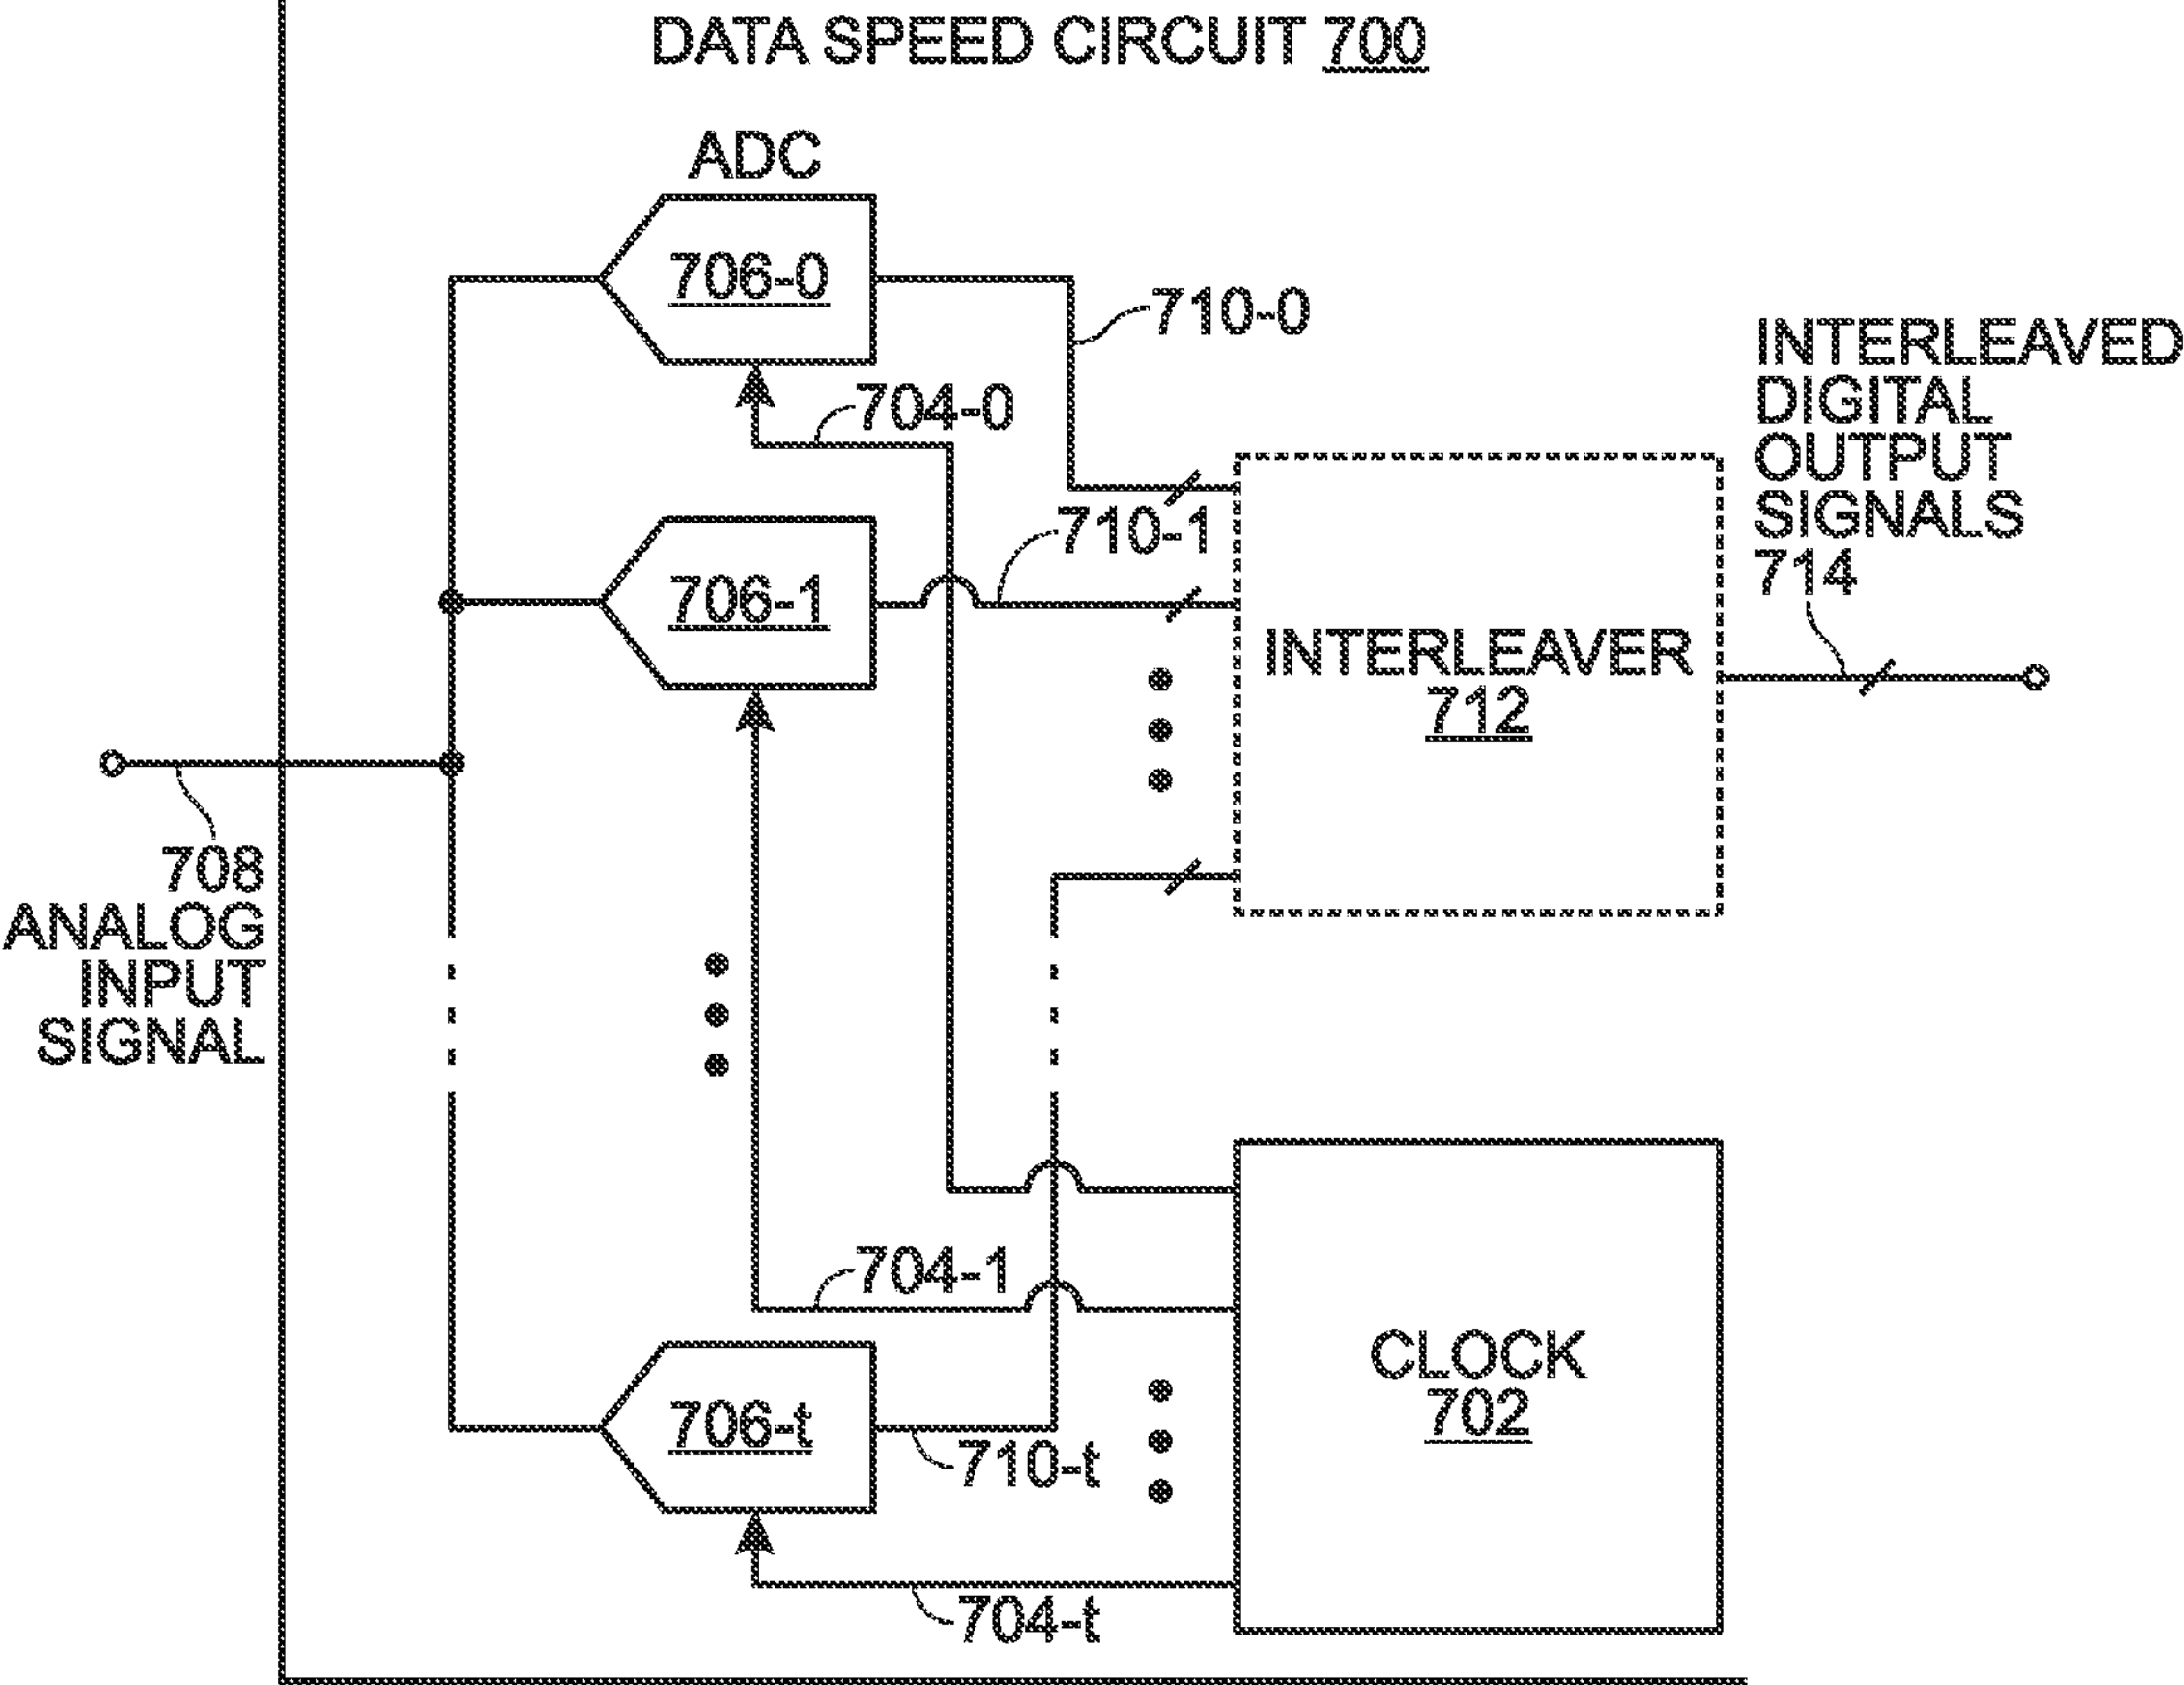 DATA SPEED CIRCUIT 700
ADC
706-0
710-0
704-0
INTERLEAVED
DIGITAL
OUTPUT
SIGNALS
714
706-1
710-1
INTERLEAVER
712
708
ANALOG
INPUT
SIGNAL
704-1
CLOCK
702
706-t
710-t
704-t